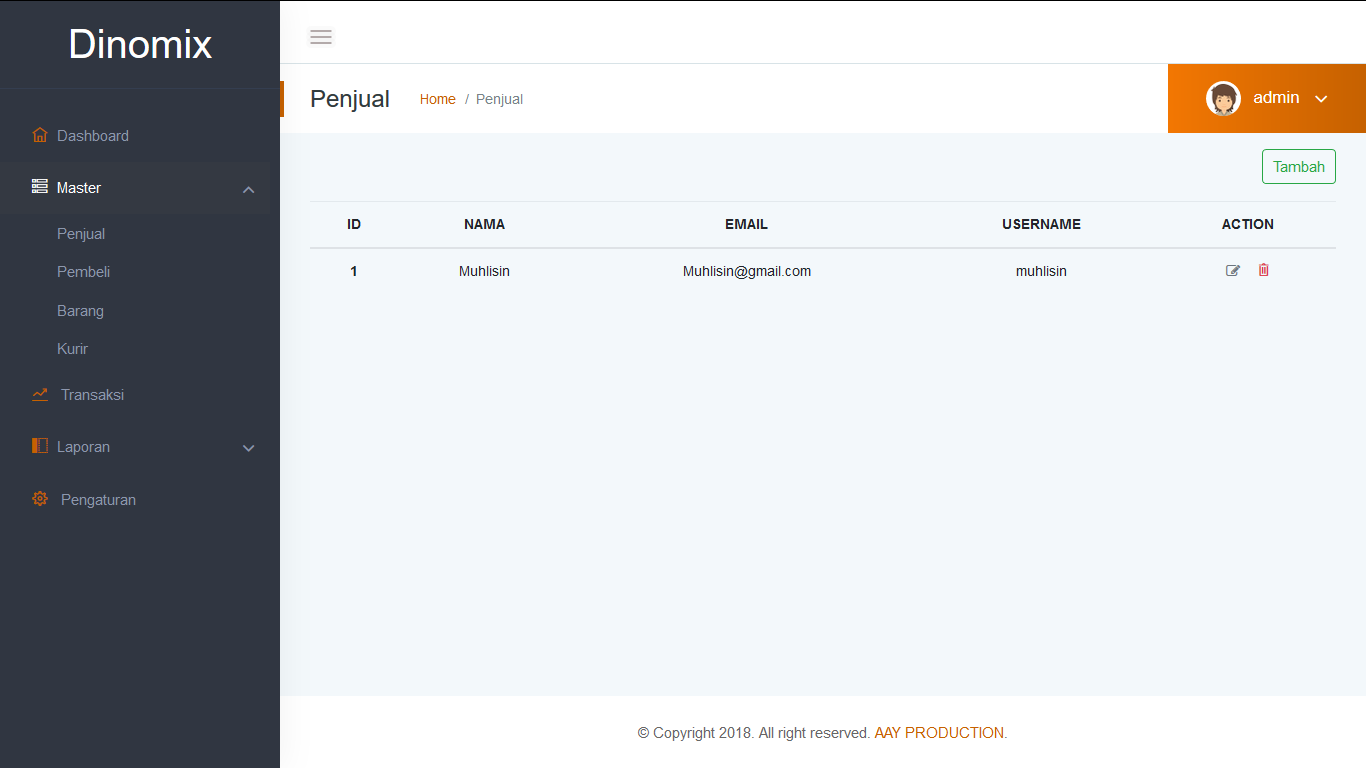 Dinomix
Dashboard
Master
Penjual
Pembeli
Barang
Kurir
Transaksi
Laporan
Pengaturan
Penjual
Home / Penjual
admin
Tambah
ID NAMA EMAIL USERNAME ACTION
1 Muhlisin Muhlisin@gmail.com muhlisin
© Copyright 2018. All right reserved. AAY PRODUCTION.